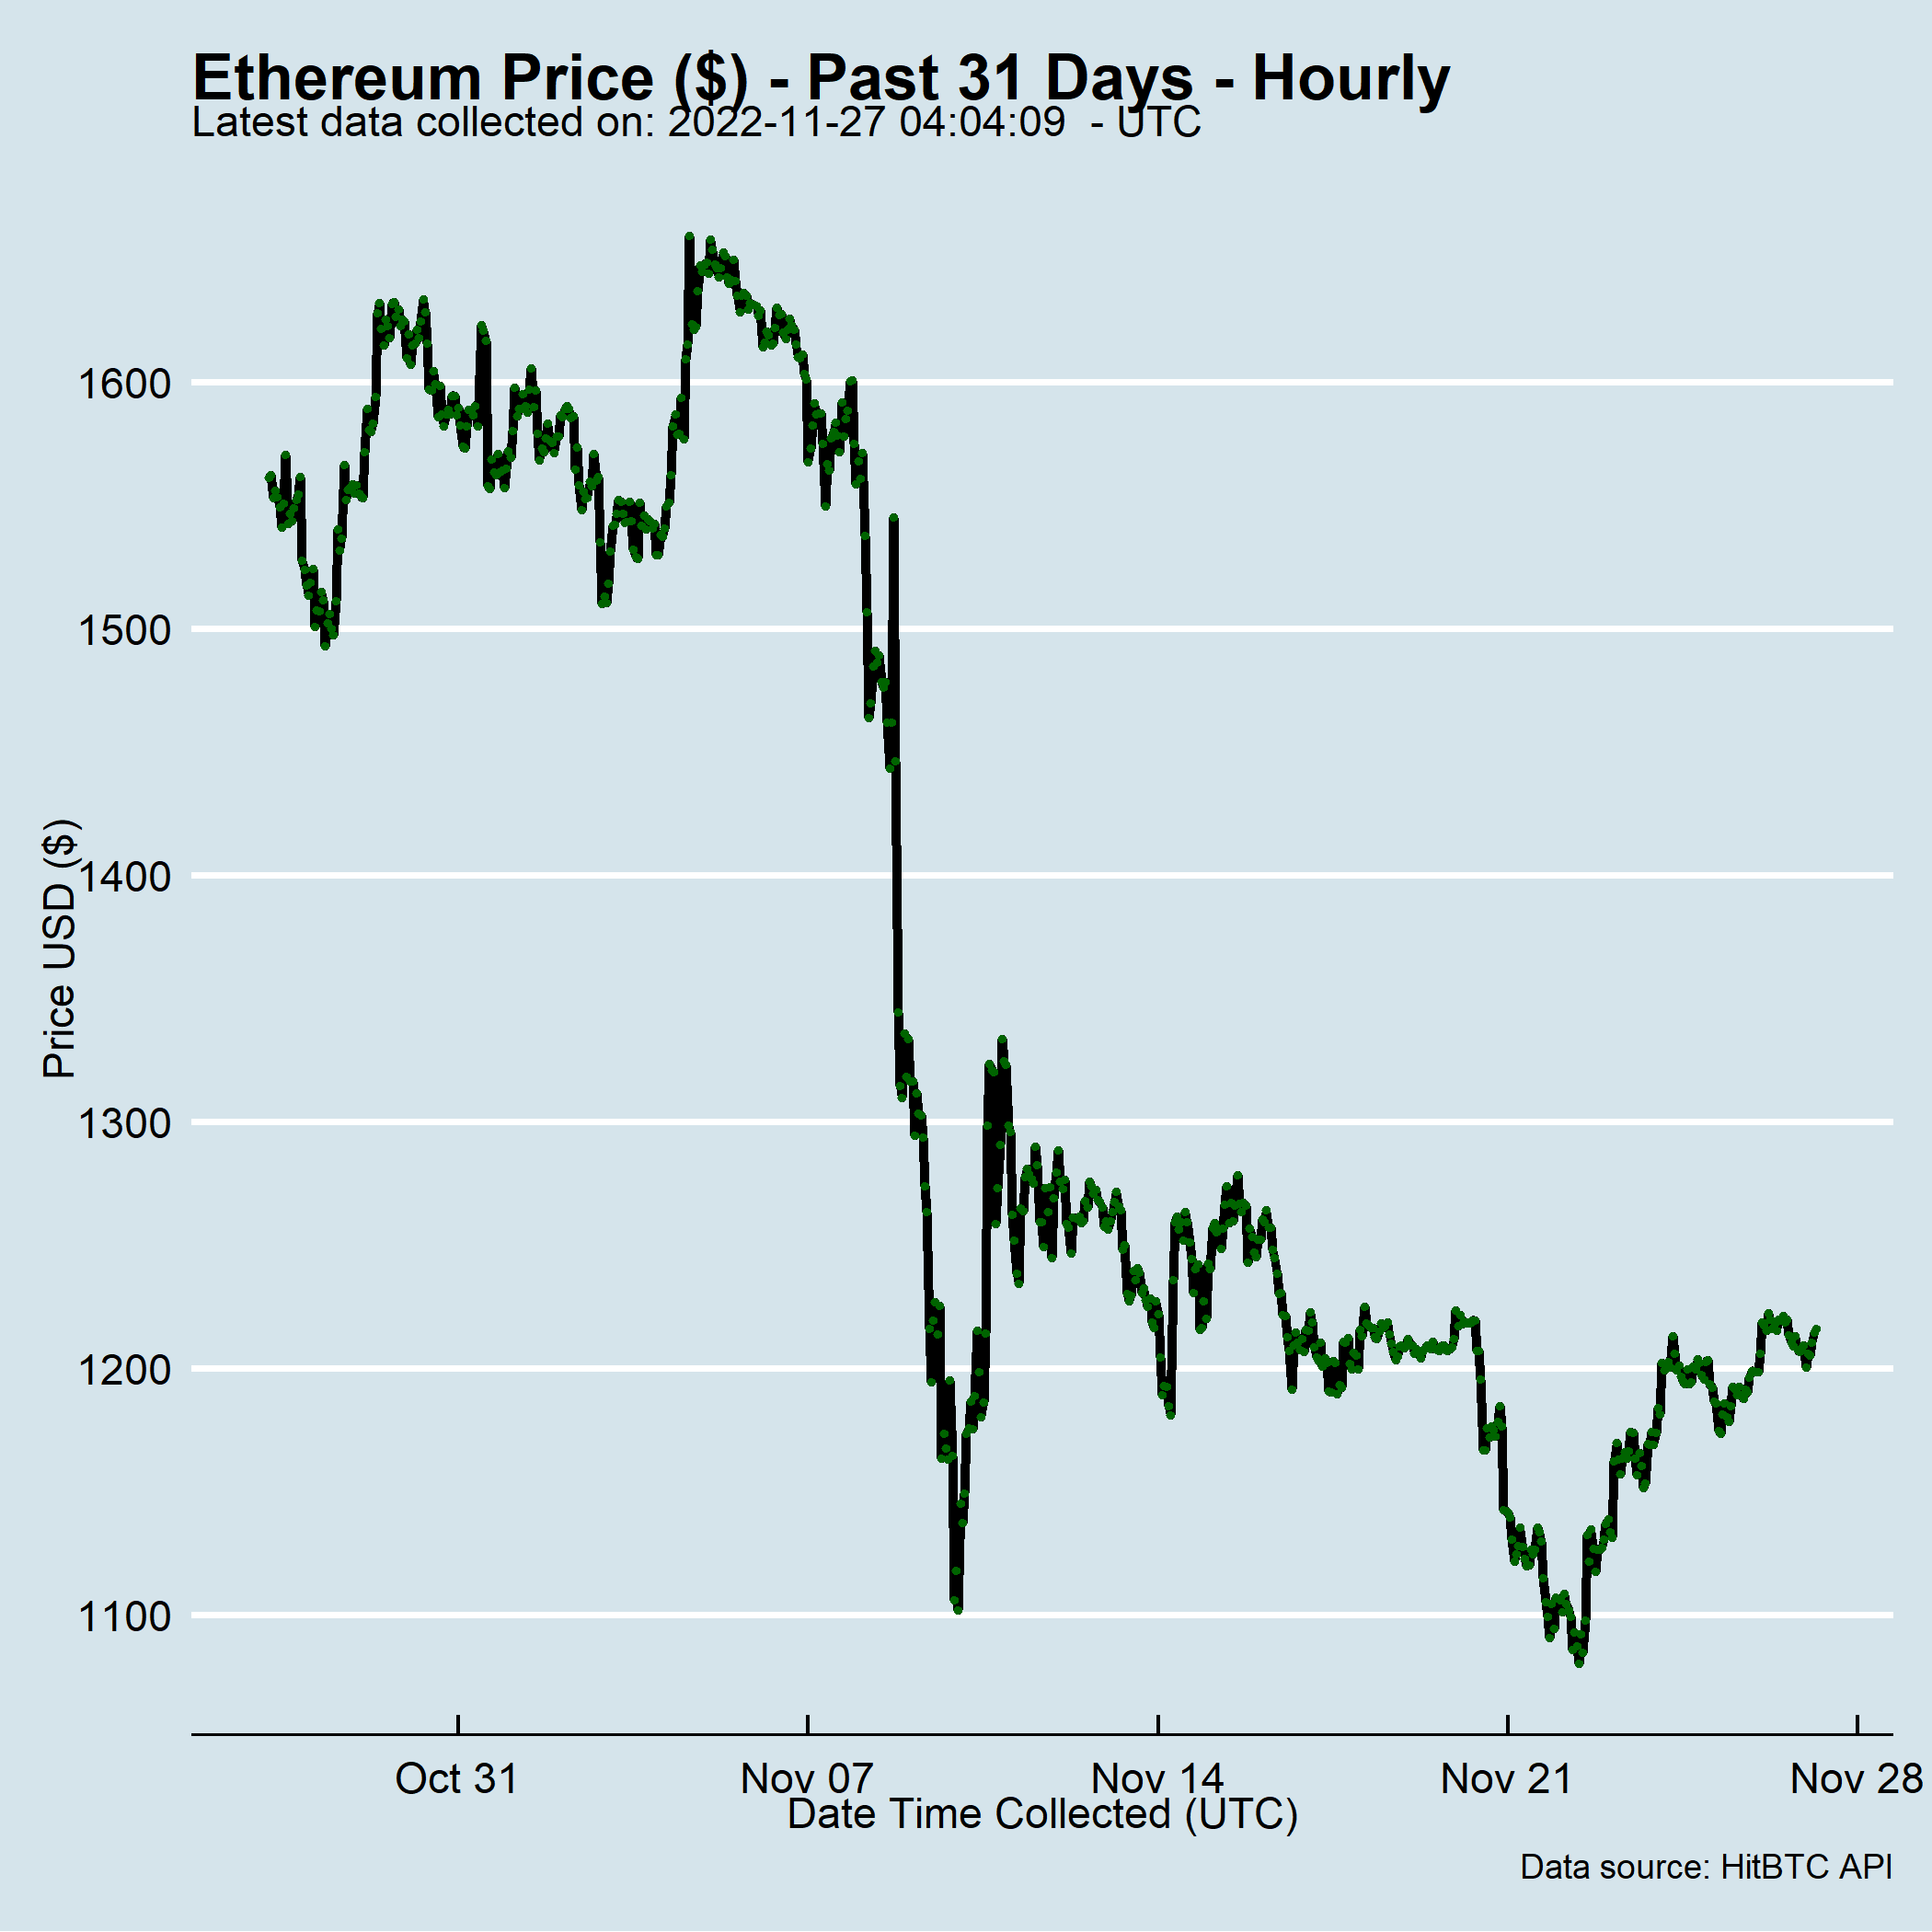 Ethereum Price ($) - Past 31 Days - Hourly
Latest data collected on: 2022-11-27 04:04:09  - UTC
Price USD ($)
1600
1500
1400
1300
1200
1100
Oct 31
Nov 07
Nov 14
Nov 21
Nov 28
Date Time Collected (UTC)
Data source: HitBTC API